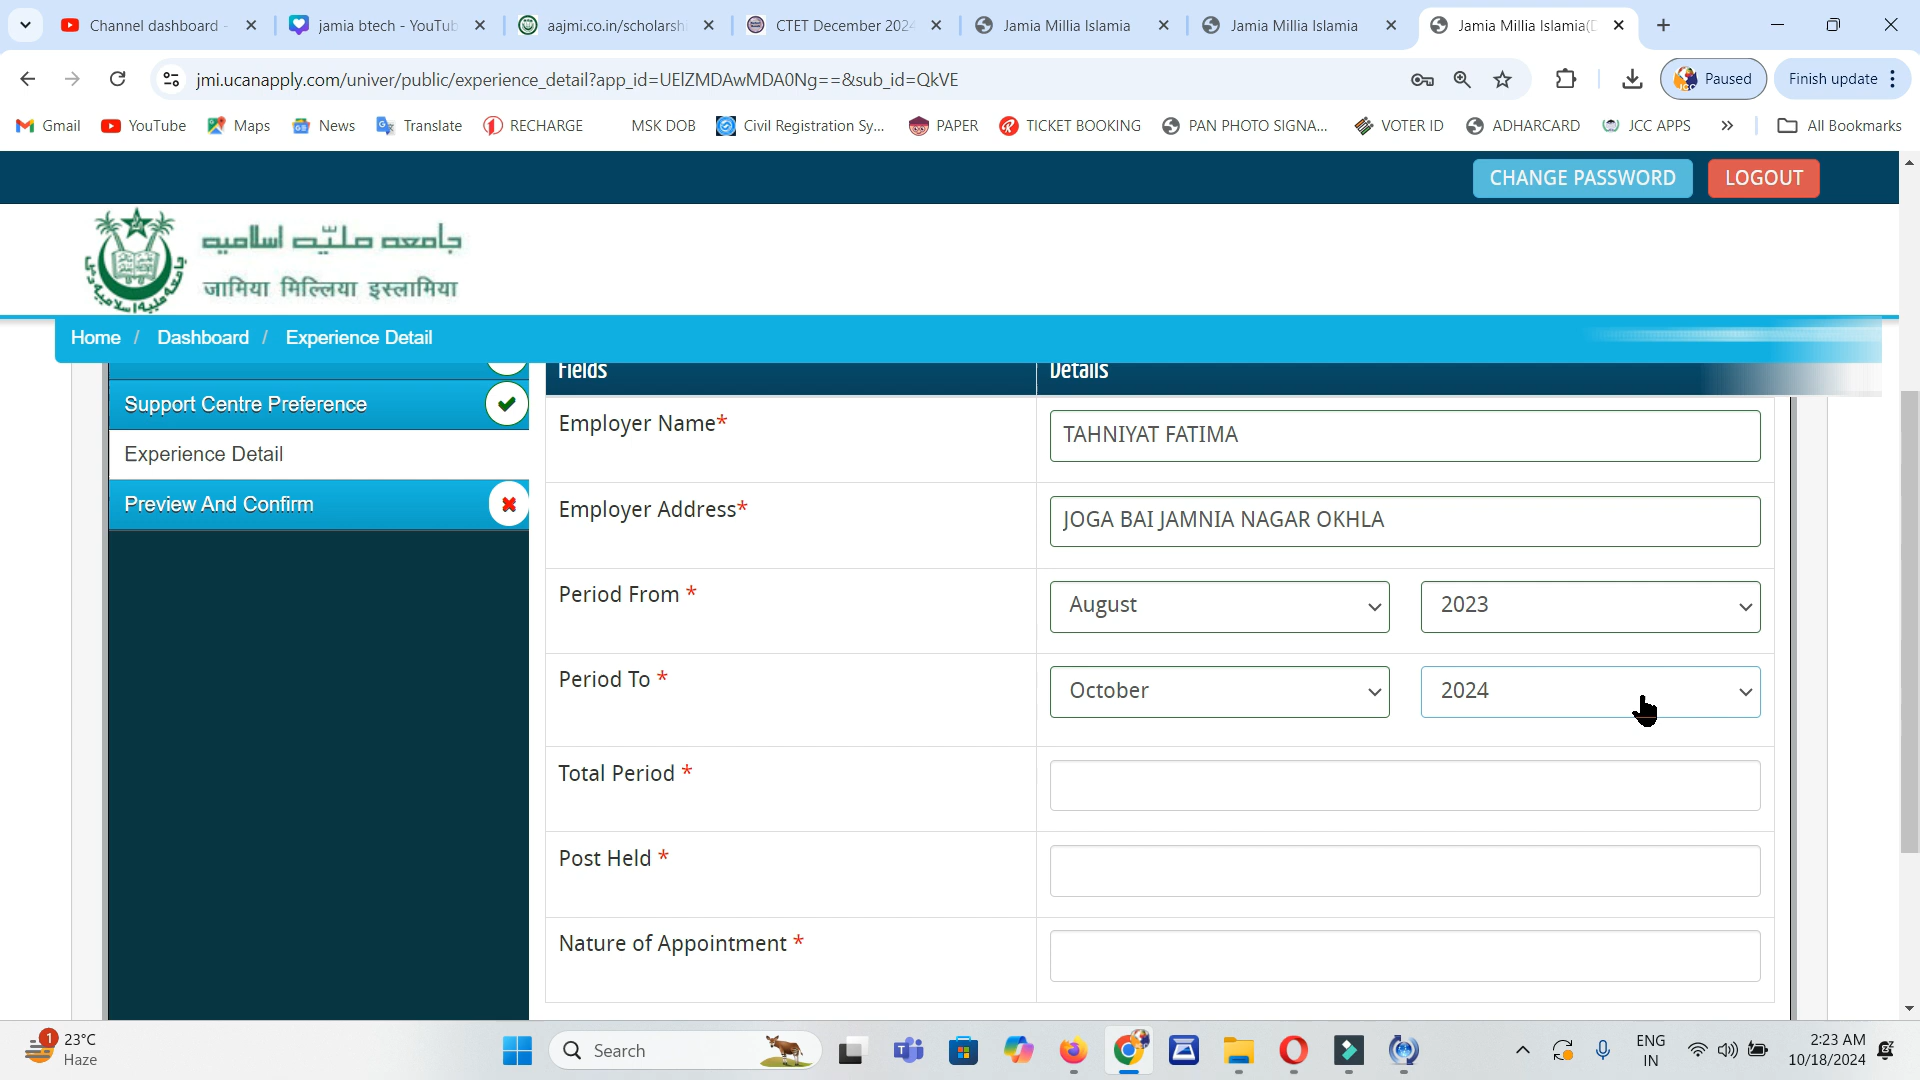 Channel dashboard -
jamia btech - YouTub
aajmi.co.in/scholarshi
CTET December 2024
Jamia Millia Islamia
Jamia Millia Islamia
Jamia Millia Islamia(D
jmi.ucanapply.com/univer/public/experience_detail?app_id=UElZMDAwMDA0Ng==&sub_id=QkVE
Paused
Finish update
Gmail
YouTube
Maps
News
Translate
RECHARGE
MSK DOB
Civil Registration Sy...
PAPER
TICKET BOOKING
PAN PHOTO SIGNA...
VOTER ID
ADHARCARD
JCC APPS
»
All Bookmarks
CHANGE PASSWORD
LOGOUT
جامعہ ملیّہ اسلامیہ
जामिया मिल्लिया इस्लामिया
Home / Dashboard / Experience Detail
Fields
Details
Support Centre Preference
Experience Detail
Preview And Confirm
Employer Name*
TAHNIYAT FATIMA
Employer Address*
JOGA BAI JAMNIA NAGAR OKHLA
Period From *
August
2023
Period To *
October
2024
Total Period *
Post Held *
Nature of Appointment *
1
23°C
Haze
Search
ENG
IN
2:23 AM
10/18/2024